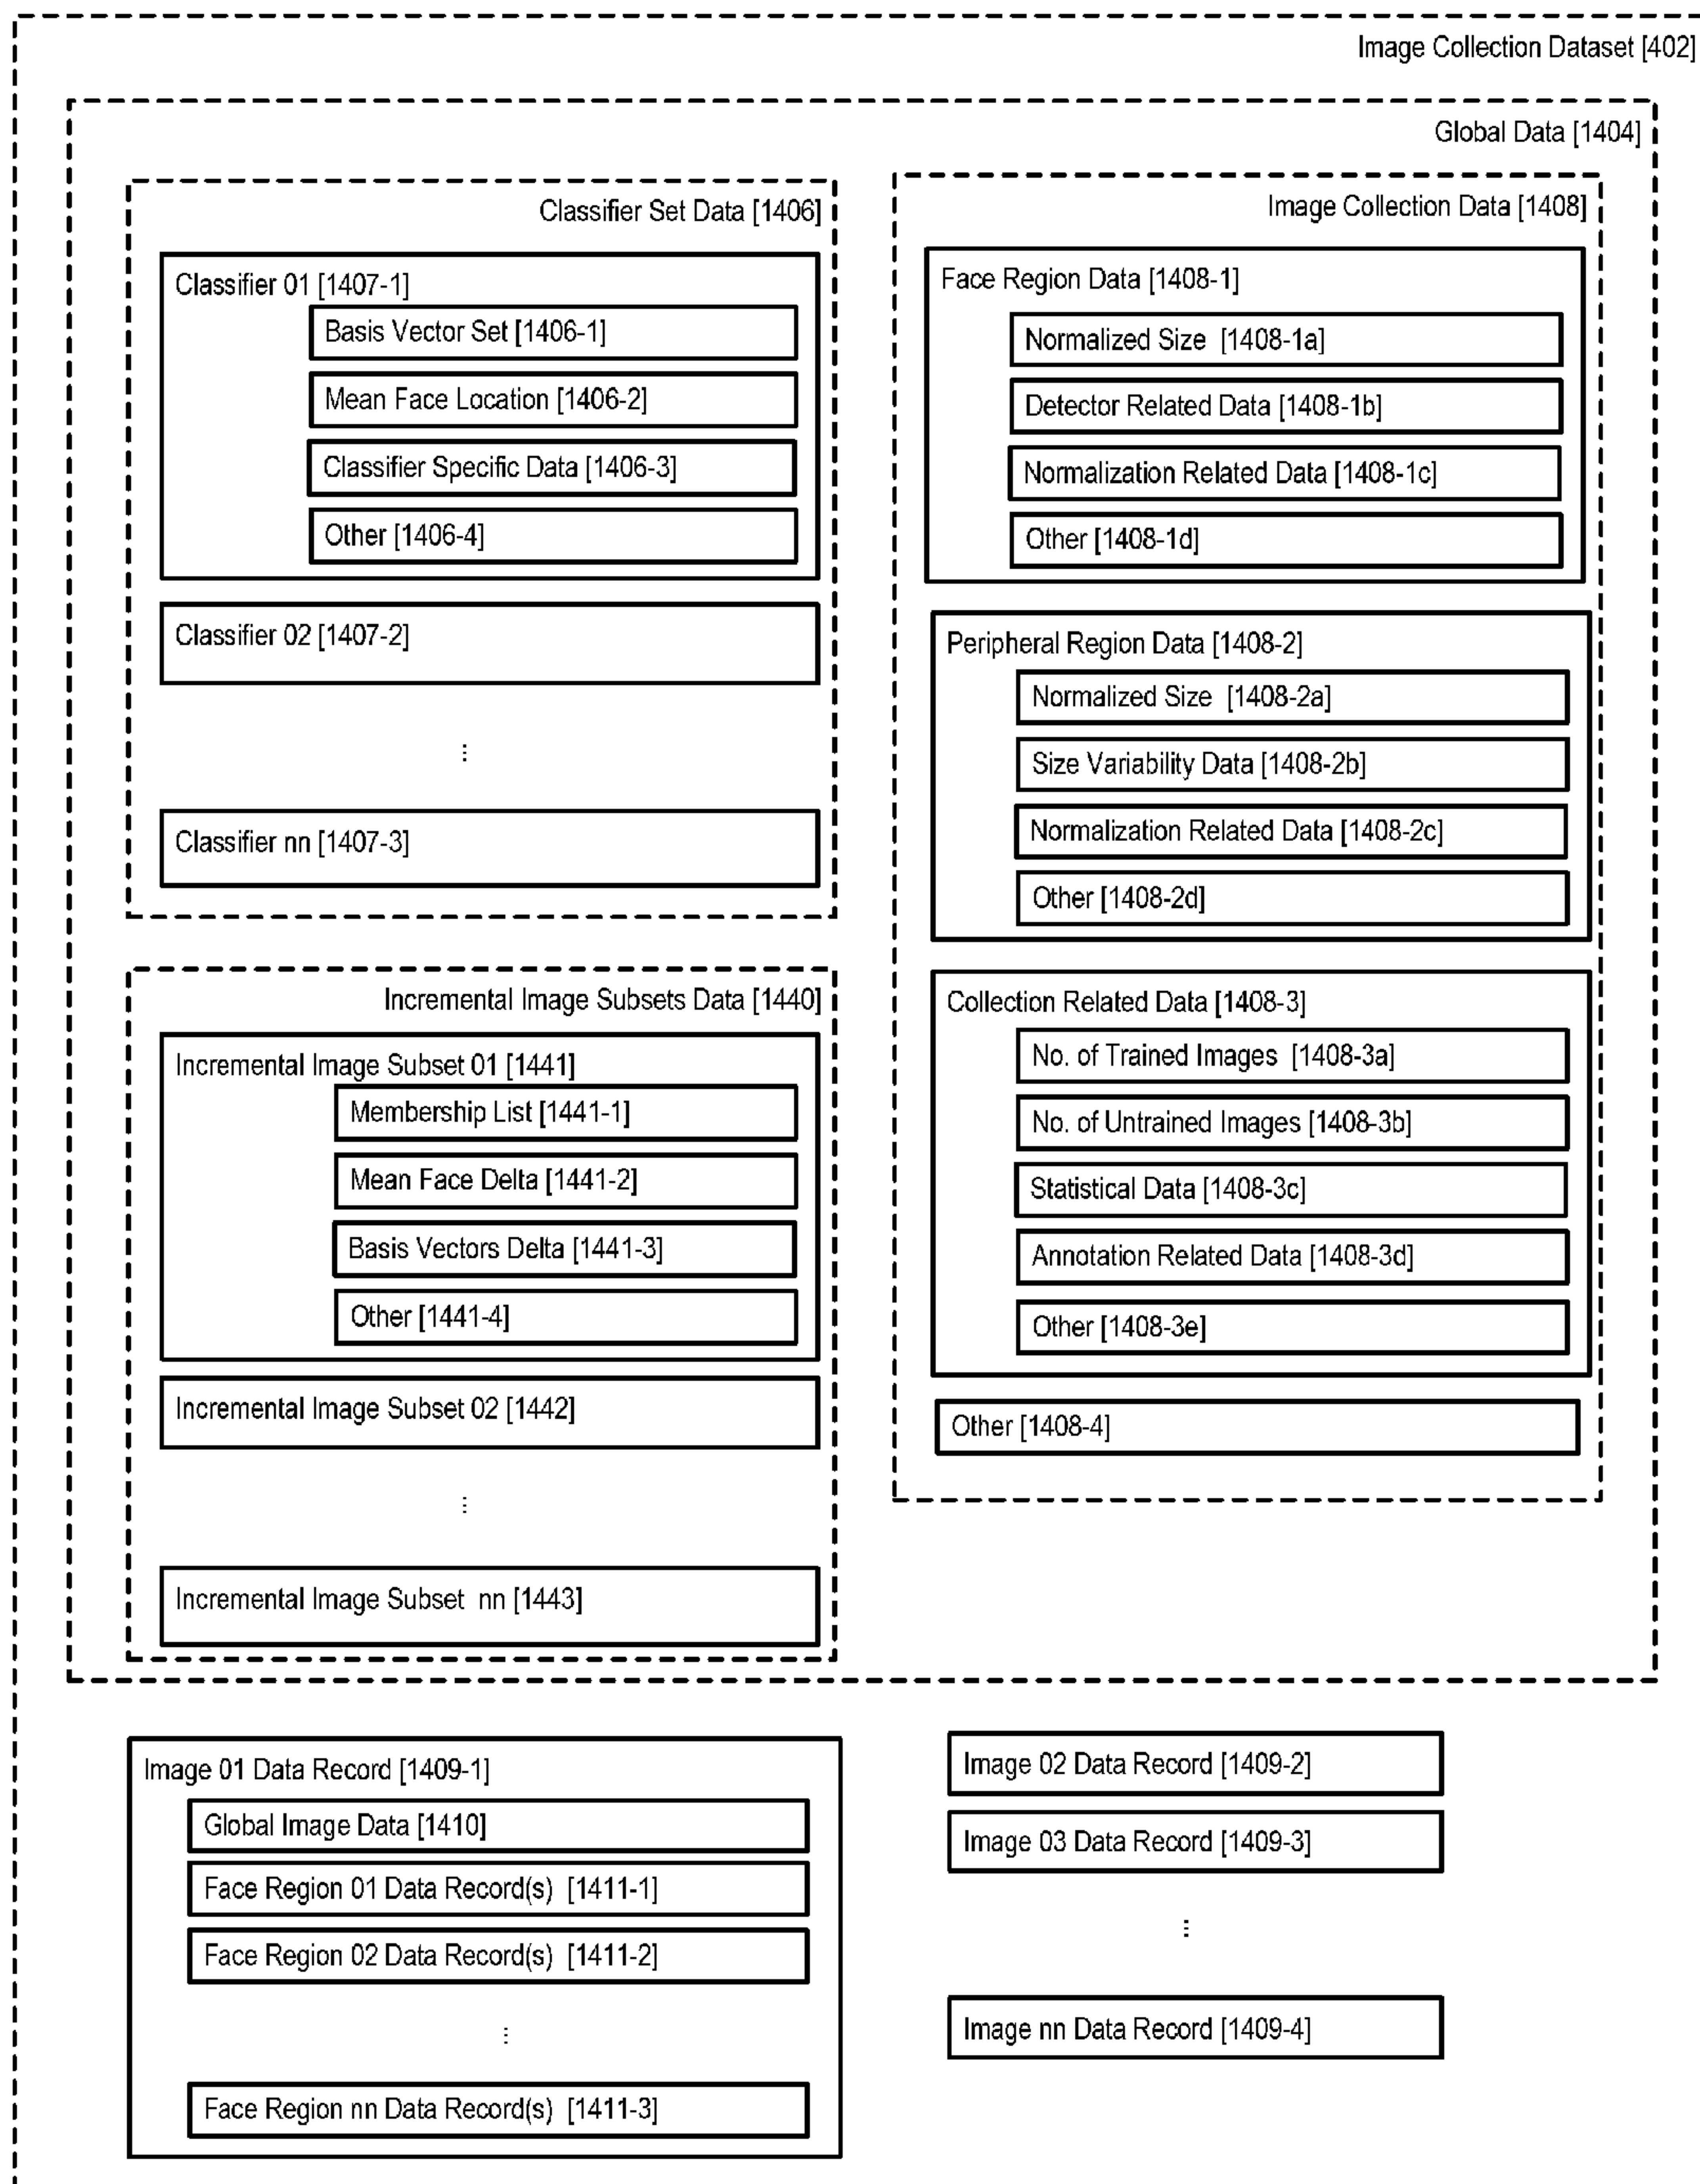 Image Collection Dataset [402]
Global Data [1404]
Classifier Set Data [1406]
Classifier 01 [1407-1]
Basis Vector Set [1406-1]
Mean Face Location [1406-2]
Classifier Specific Data [1406-3]
Other [1406-4]
Classifier 02 [1407-2]
...
Classifier nn [1407-3]
Incremental Image Subsets Data [1440]
Incremental Image Subset 01 [1441]
Membership List [1441-1]
Mean Face Delta [1441-2]
Basis Vectors Delta [1441-3]
Other [1441-4]
Incremental Image Subset 02 [1442]
...
Incremental Image Subset nn [1443]
Image Collection Data [1408]
Face Region Data [1408-1]
Normalized Size [1408-1a]
Detector Related Data [1408-1b]
Normalization Related Data [1408-1c]
Other [1408-1d]
Peripheral Region Data [1408-2]
Normalized Size [1408-2a]
Size Variability Data [1408-2b]
Normalization Related Data [1408-2c]
Other [1408-2d]
Collection Related Data [1408-3]
No. of Trained Images [1408-3a]
No. of Untrained Images [1408-3b]
Statistical Data [1408-3c]
Annotation Related Data [1408-3d]
Other [1408-3e]
Other [1408-4]
Image 01 Data Record [1409-1]
Global Image Data [1410]
Face Region 01 Data Record(s) [1411-1]
Face Region 02 Data Record(s) [1411-2]
...
Face Region nn Data Record(s) [1411-3]
Image 02 Data Record [1409-2]
Image 03 Data Record [1409-3]
...
Image nn Data Record [1409-4]